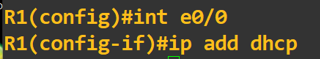 R1(config)#int e0/0
R1(config-if)#ip add dhcp